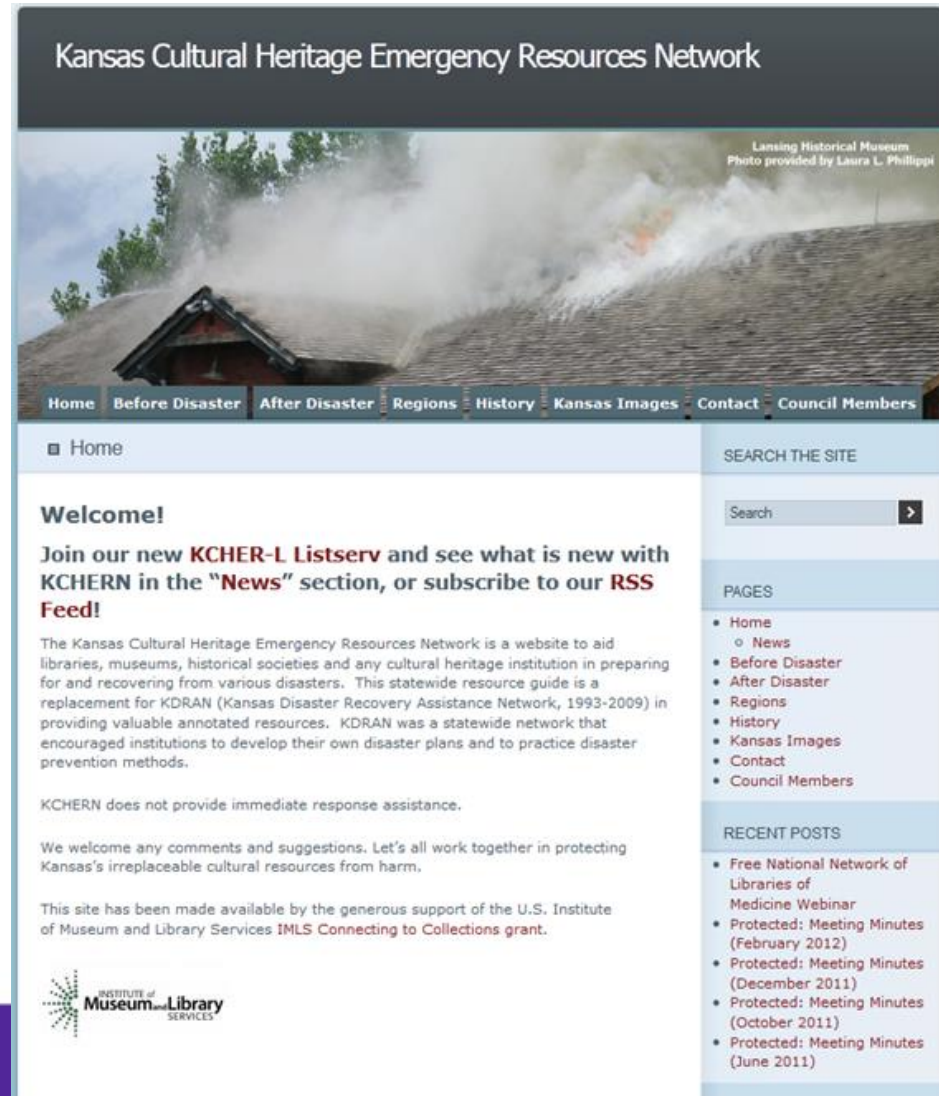 Kansas Cultural Heritage Emergency Resources Network
Lansing Historical Museum
Photo provided by Laura L. Phillippi
Home Before Disaster After Disaster Regions History Kansas Images Contact Council Members
Home
Welcome!
Join our new KCHER-L Listserv and see what is new with
KCHERN in the “News” section, or subscribe to our RSS
Feed!
The Kansas Cultural Heritage Emergency Resources Network is a website to aid
libraries, museums, historical societies and any cultural heritage institution in preparing
for and recovering from various disasters. This statewide resource guide is a
replacement for KDRAN (Kansas Disaster Recovery Assistance Network, 1993-2009) in
providing valuable annotated resources. KDRAN was a statewide network that
encouraged institutions to develop their own disaster plans and to practice disaster
prevention methods.
KCHERN does not provide immediate response assistance.
We welcome any comments and suggestions. Let’s all work together in protecting
Kansas’s irreplaceable cultural resources from harm.
This site has been made available by the generous support of the U.S. Institute
of Museum and Library Services IMLS Connecting to Collections grant.
INSTITUTE of
Museum and Library
SERVICES
SEARCH THE SITE
Search
PAGES
Home
News
Before Disaster
After Disaster
Regions
History
Kansas Images
Contact
Council Members
RECENT POSTS
Free National Network of
Libraries of
Medicine Webinar
Protected: Meeting Minutes
(February 2012)
Protected: Meeting Minutes
(December 2011)
Protected: Meeting Minutes
(October 2011)
Protected: Meeting Minutes
(June 2011)